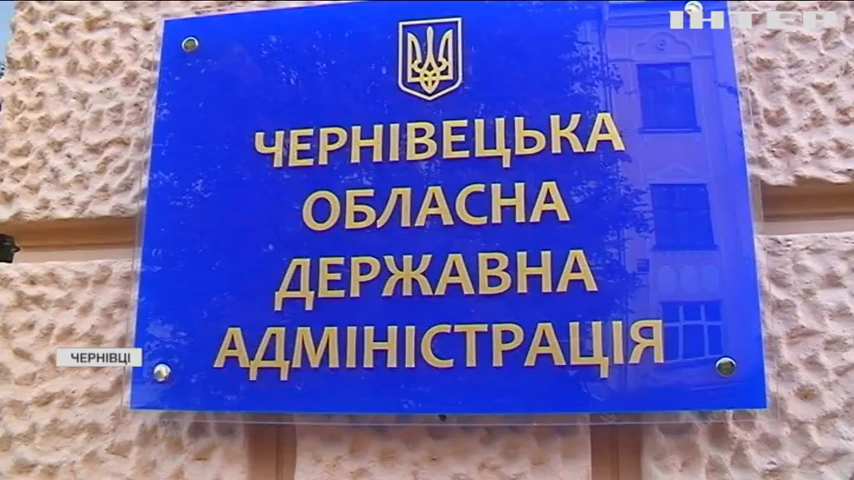 ІНТЕР
ЧЕРНІВЕЦЬКА
ОБЛАСНА
ДЕРЖАВНА
АДМІНІСТРАЦІЯ
ЧЕРНІВЦІ